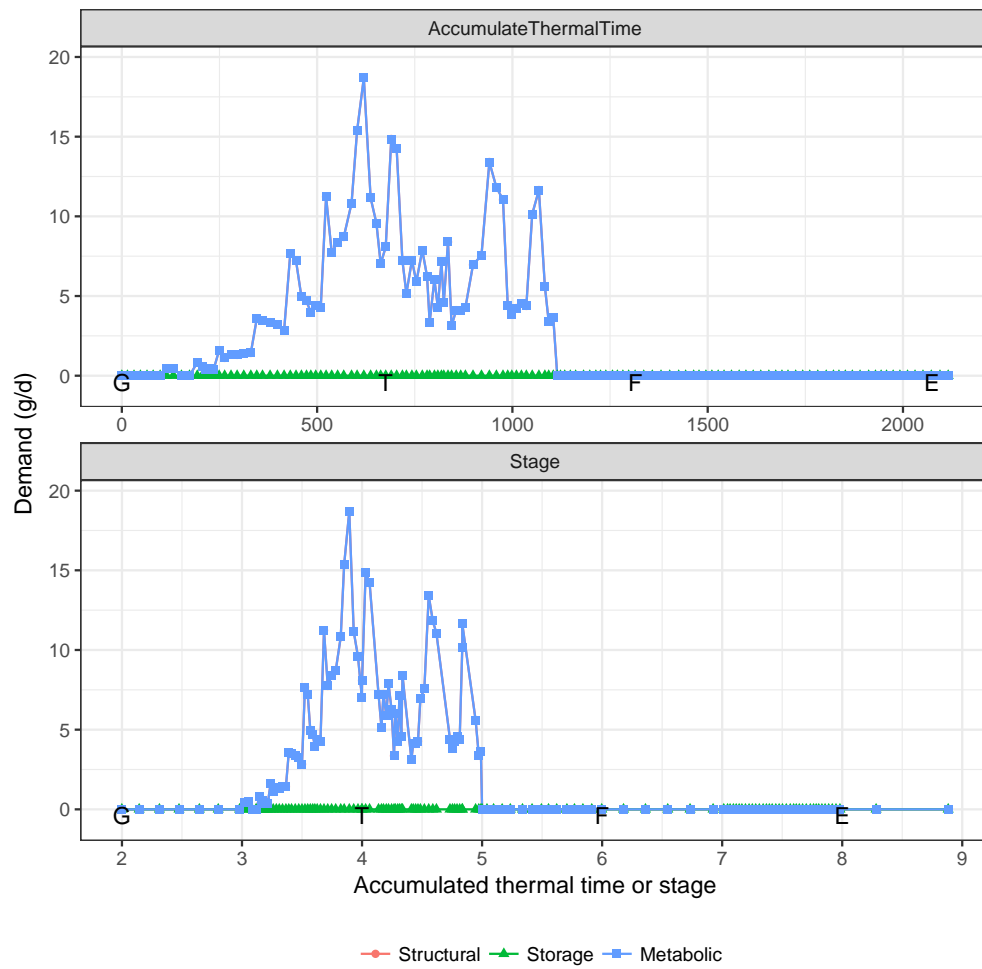 AccumulateThermalTime
20
15
10
5
0
G T F E
0 500 1000 1500 2000
Demand (g/d)
Stage
20
15
10
5
0
G T F E
2 3 4 5 6 7 8 9
Accumulated thermal time or stage
Structural Storage Metabolic